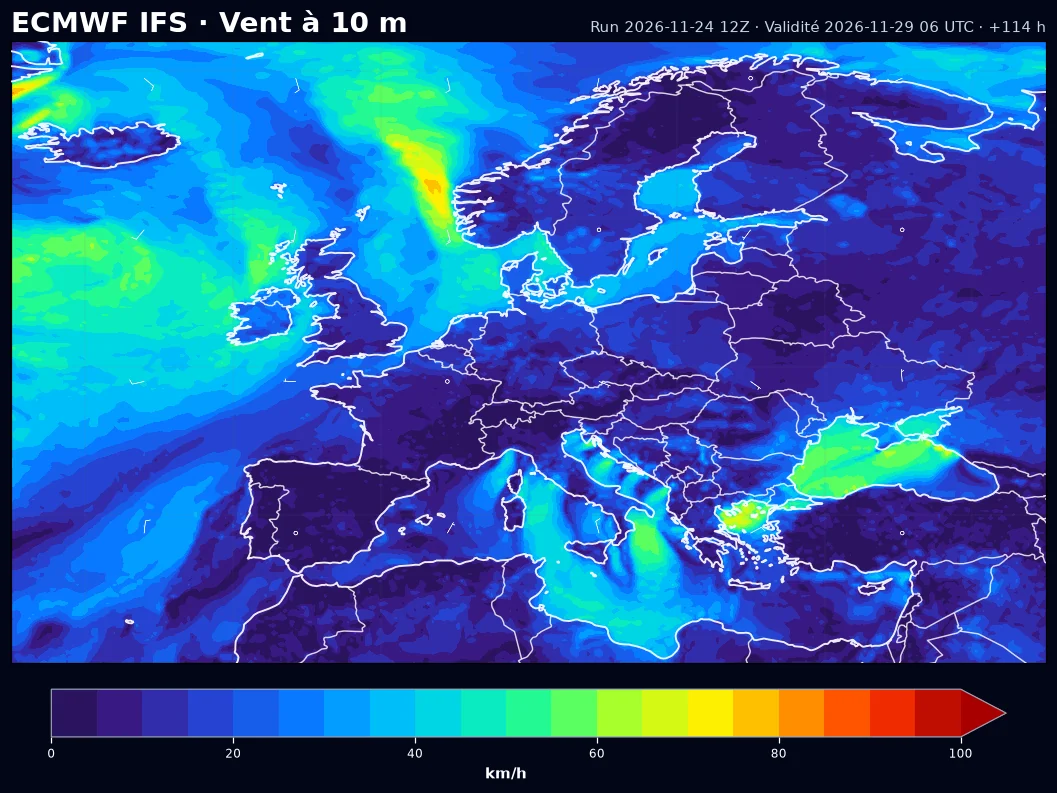 ECMWF IFS · Vent à 10 m
Run 2026-11-24 12Z · Validité 2026-11-29 06 UTC · +114 h
0 20 40 60 80 100
km/h